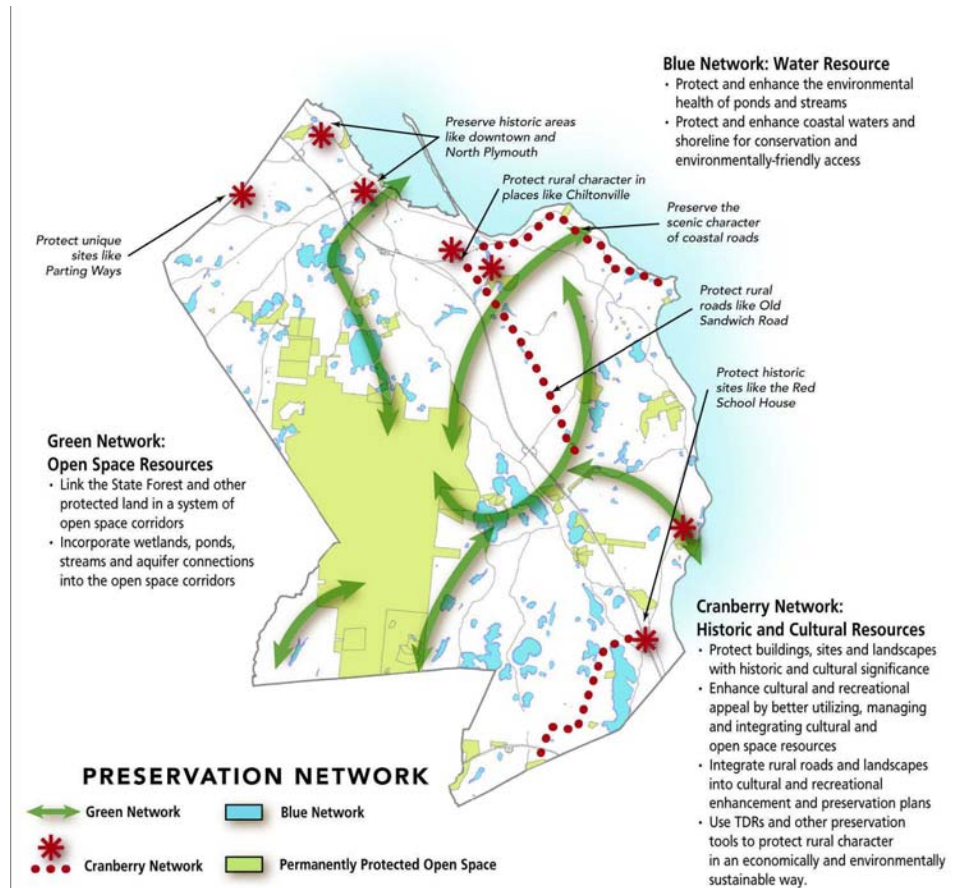 Blue Network: Water Resource
• Protect and enhance the environmental
health of ponds and streams
• Protect and enhance coastal waters and
shoreline for conservation and
environmentally-friendly access
Preserve historic areas
like downtown and
North Plymouth
Protect rural character in
places like Chiltonville
Preserve the
scenic character
of coastal roads
Protect unique
sites like
Parting Ways
Protect rural
roads like Old
Sandwich Road
Protect historic
sites like the Red
School House
Green Network:
Open Space Resources
• Link the State Forest and other
protected land in a system of
open space corridors
• Incorporate wetlands, ponds,
streams and aquifer connections
into the open space corridors
Cranberry Network:
Historic and Cultural Resources
• Protect buildings, sites and landscapes
with historic and cultural significance
• Enhance cultural and recreational
appeal by better utilizing, managing
and integrating cultural and
open space resources
• Integrate rural roads and landscapes
into cultural and recreational
enhancement and preservation plans
• Use TDRs and other preservation
tools to protect rural character
in an economically and environmentally
sustainable way.
PRESERVATION NETWORK
Green Network
Blue Network
Cranberry Network
Permanently Protected Open Space